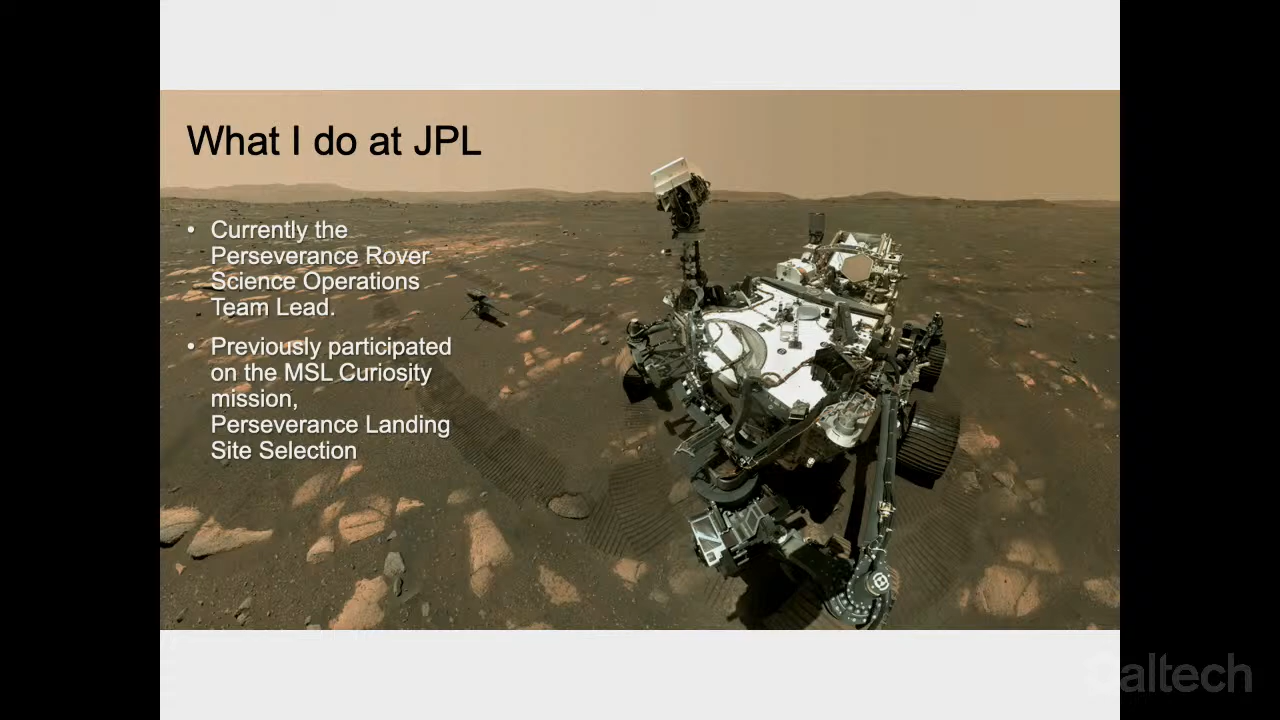 What I do at JPL
• Currently the
Perseverance Rover
Science Operations
Team Lead.
• Previously participated
on the MSL Curiosity
mission,
Perseverance Landing
Site Selection
Caltech